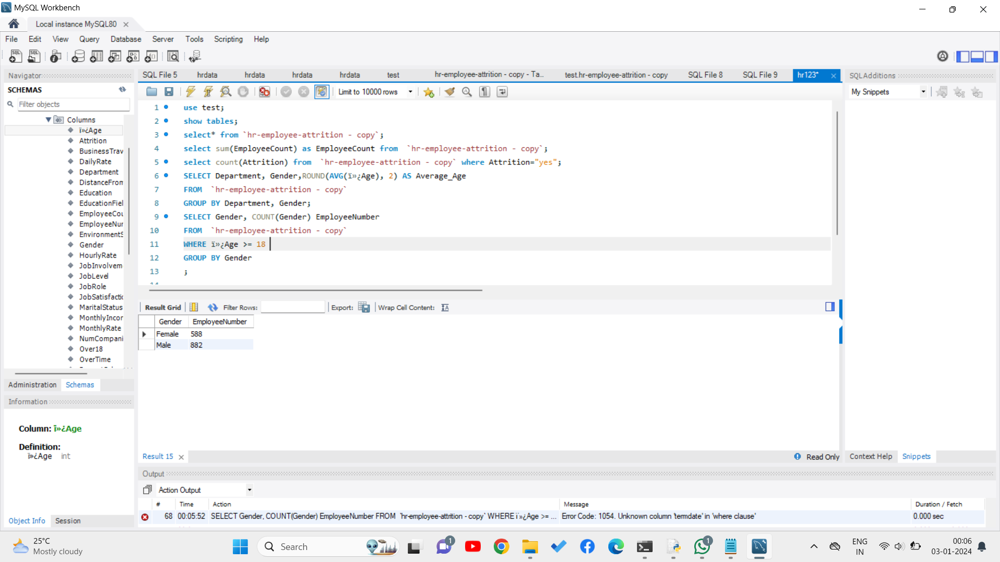 MySQL Workbench
Local instance MySQL80
File Edit View Query Database Server Tools Scripting Help
Navigator
SCHEMAS
Filter objects
Columns
ï»¿Age
Attrition
BusinessTrav
DailyRate
Department
DistanceFrom
Education
EducationFiel
EmployeeCou
EmployeeNur
EnvironmentS
Gender
HourlyRate
JobInvolvem
JobLevel
JobRole
JobSatisfactic
MaritalStatus
MonthlyIncor
MonthlyRate
NumCompani
Over18
OverTime
Administration Schemas
Information
Column: ï»¿Age
Definition:
ï»¿Age int
Object Info Session
SQL File 5 hrdata hrdata hrdata hrdata test hr-employee-attrition - copy - Ta... test.hr-employee-attrition - copy SQL File 8 SQL File 9 hr123*
Limit to 10000 rows
1 use test;
2 show tables;
3 select* from `hr-employee-attrition - copy`;
4 select sum(EmployeeCount) as EmployeeCount from `hr-employee-attrition - copy`;
5 select count(Attrition) from `hr-employee-attrition - copy` where Attrition="yes";
6 SELECT Department, Gender,ROUND(AVG(ï»¿Age), 2) AS Average_Age
7 FROM `hr-employee-attrition - copy`
8 GROUP BY Department, Gender;
9 SELECT Gender, COUNT(Gender) EmployeeNumber
10 FROM `hr-employee-attrition - copy`
11 WHERE ï»¿Age >= 18
12 GROUP BY Gender
13 ;
14
Result Grid Filter Rows: Export: Wrap Cell Content:
Gender EmployeeNumber
Female 588
Male 882
Result 15 Read Only
SQLAdditions
My Snippets
Context Help Snippets
Output
Action Output
# Time Action Message Duration / Fetch
68 00:05:52 SELECT Gender, COUNT(Gender) EmployeeNumber FROM `hr-employee-attrition - copy` WHERE ï»¿Age >= ... Error Code: 1054. Unknown column 'termdate' in 'where clause' 0.000 sec
25°C
Mostly cloudy
Search
1
1
ENG
IN
00:06
03-01-2024